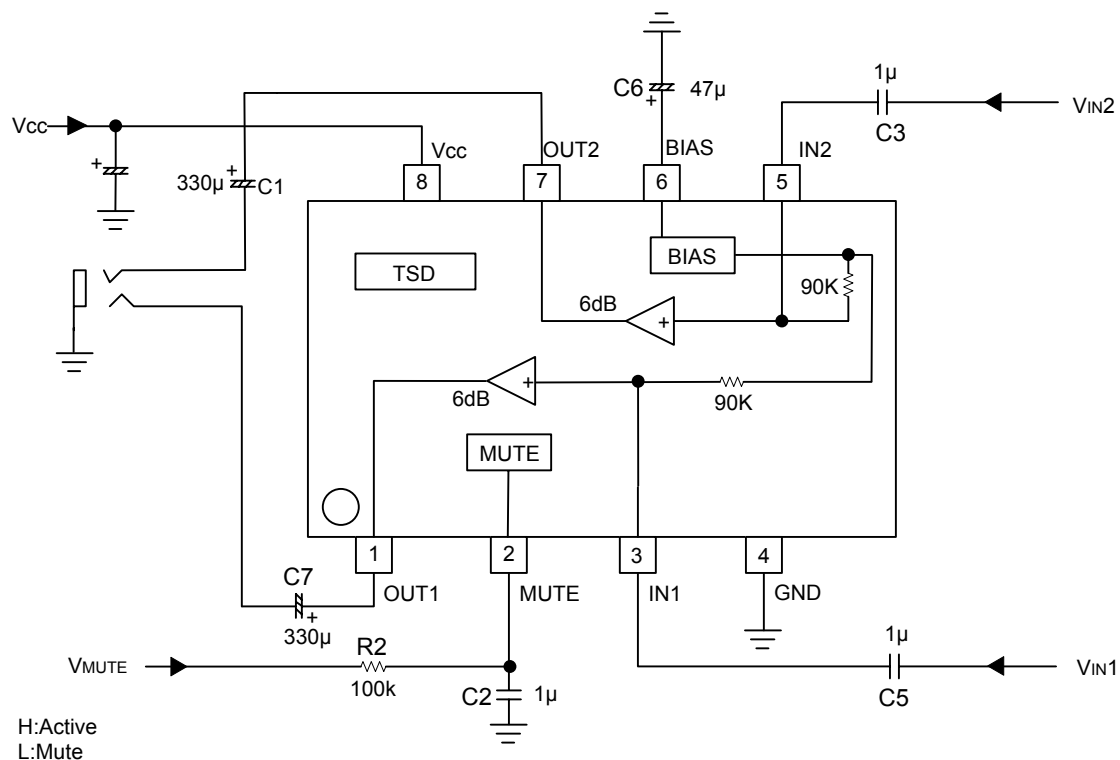 C6
+
47µ
1µ
C3
VIN2
Vcc
+
+
330µ
C1
Vcc
OUT2
BIAS
IN2
8
7
6
5
TSD
BIAS
90K
6dB
+
6dB
+
90K
MUTE
1
2
3
4
C7
OUT1
MUTE
IN1
GND
+
330µ
R2
1µ
VMUTE
100k
C2
1µ
C5
VIN1
H:Active
L:Mute